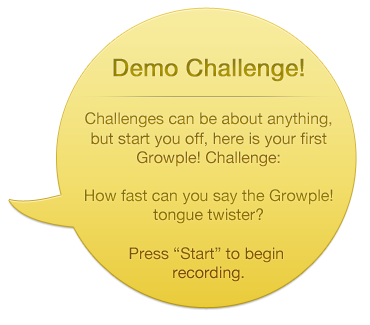 Demo Challenge!
Challenges can be about anything,
but start you off, here is your first
Growple! Challenge:
How fast can you say the Growple!
tongue twister?
Press “Start” to begin
recording.